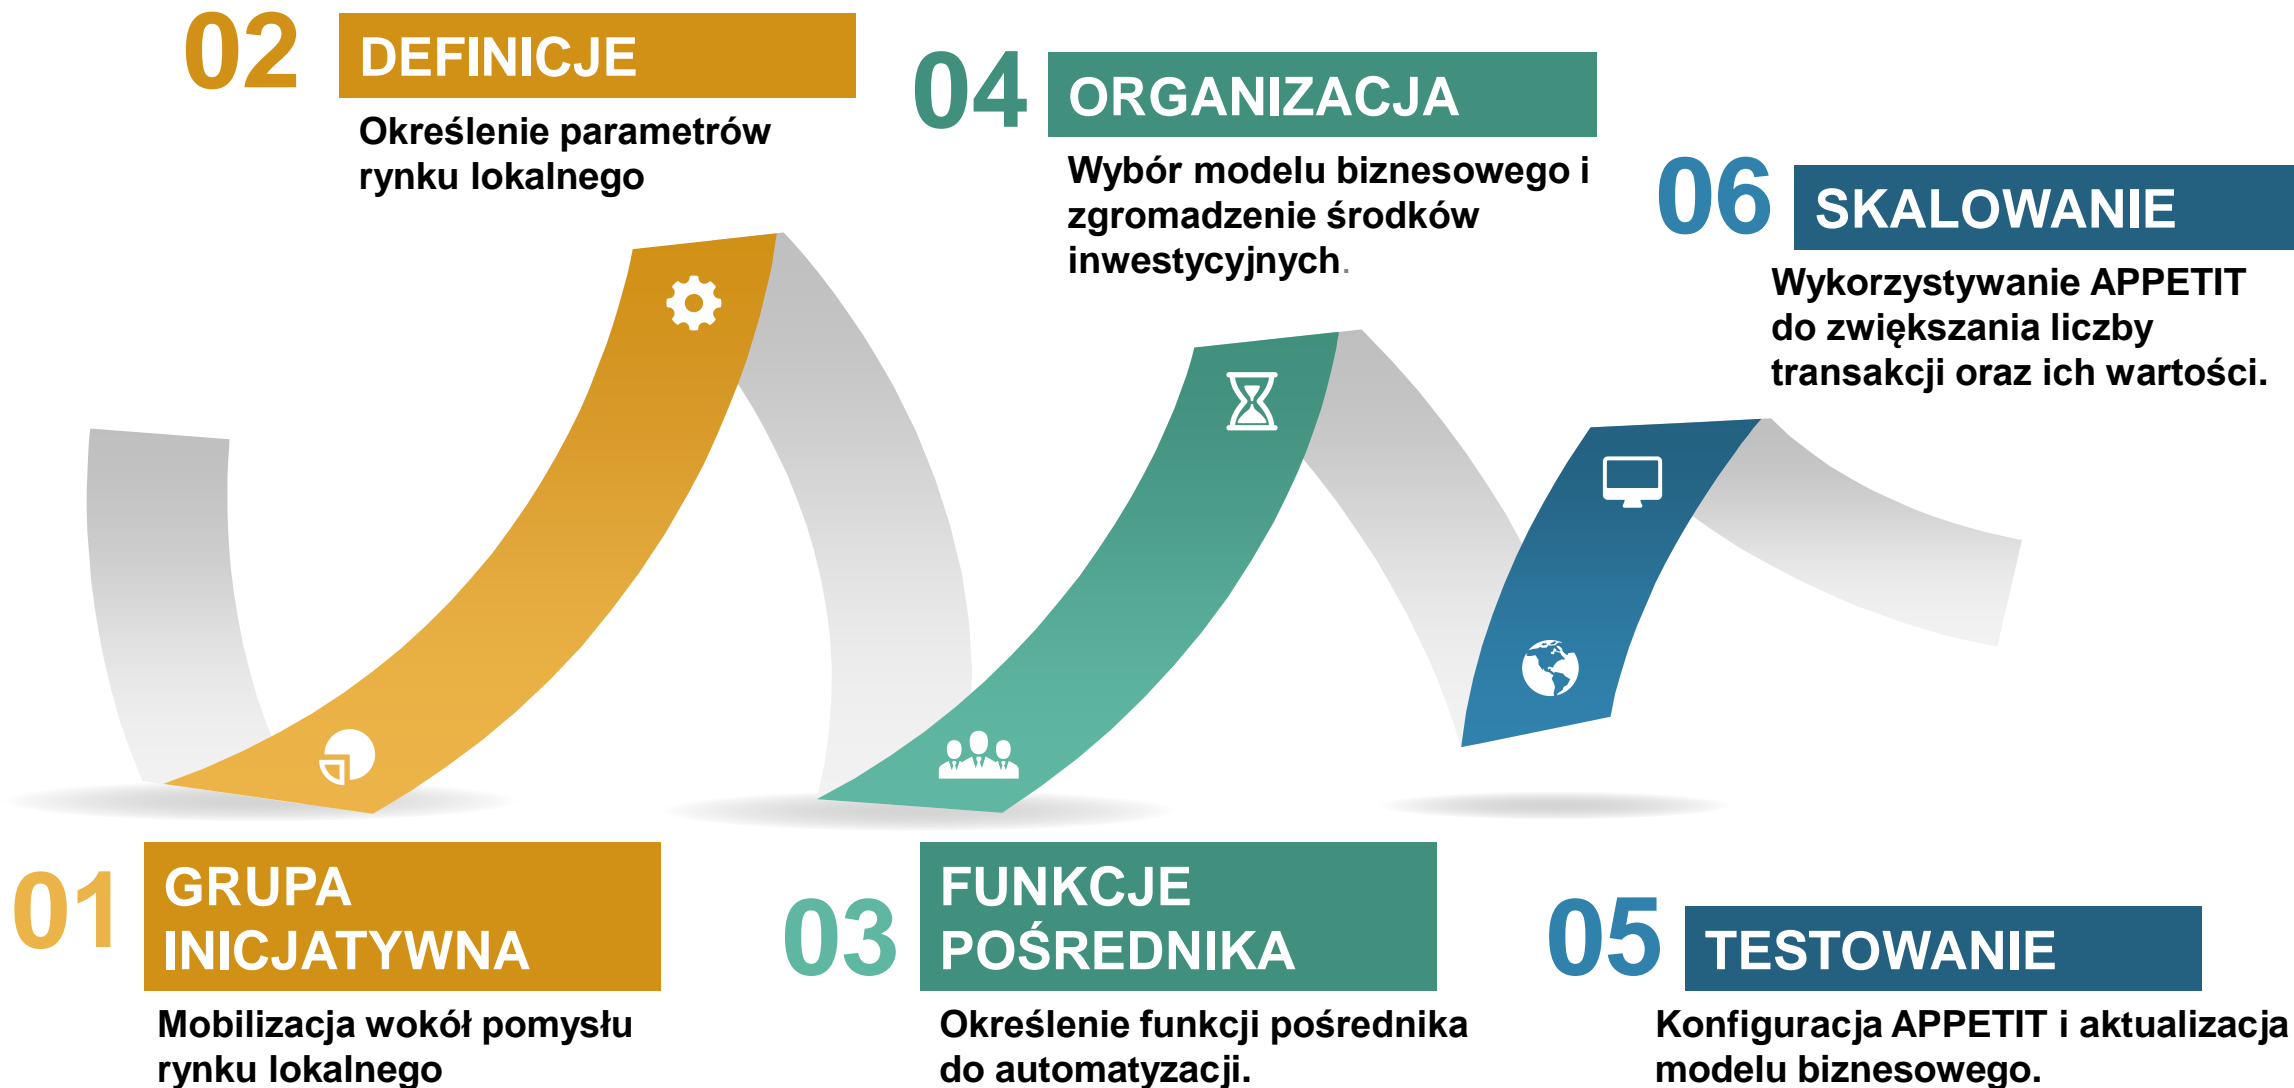 02
DEFINICJE
Określenie parametrów
rynku lokalnego
04
ORGANIZACJA
Wybór modelu biznesowego i
zgromadzenie środków
inwestycyjnych.
06
SKALOWANIE
Wykorzystywanie APPETIT
do zwiększania liczby
transakcji oraz ich wartości.
01
GRUPA
INICJATYWNA
Mobilizacja wokół pomysłu
rynku lokalnego
03
FUNKCJE
POŚREDNIKA
Określenie funkcji pośrednika
do automatyzacji.
05
TESTOWANIE
Konfiguracja APPETIT i aktualizacja
modelu biznesowego.